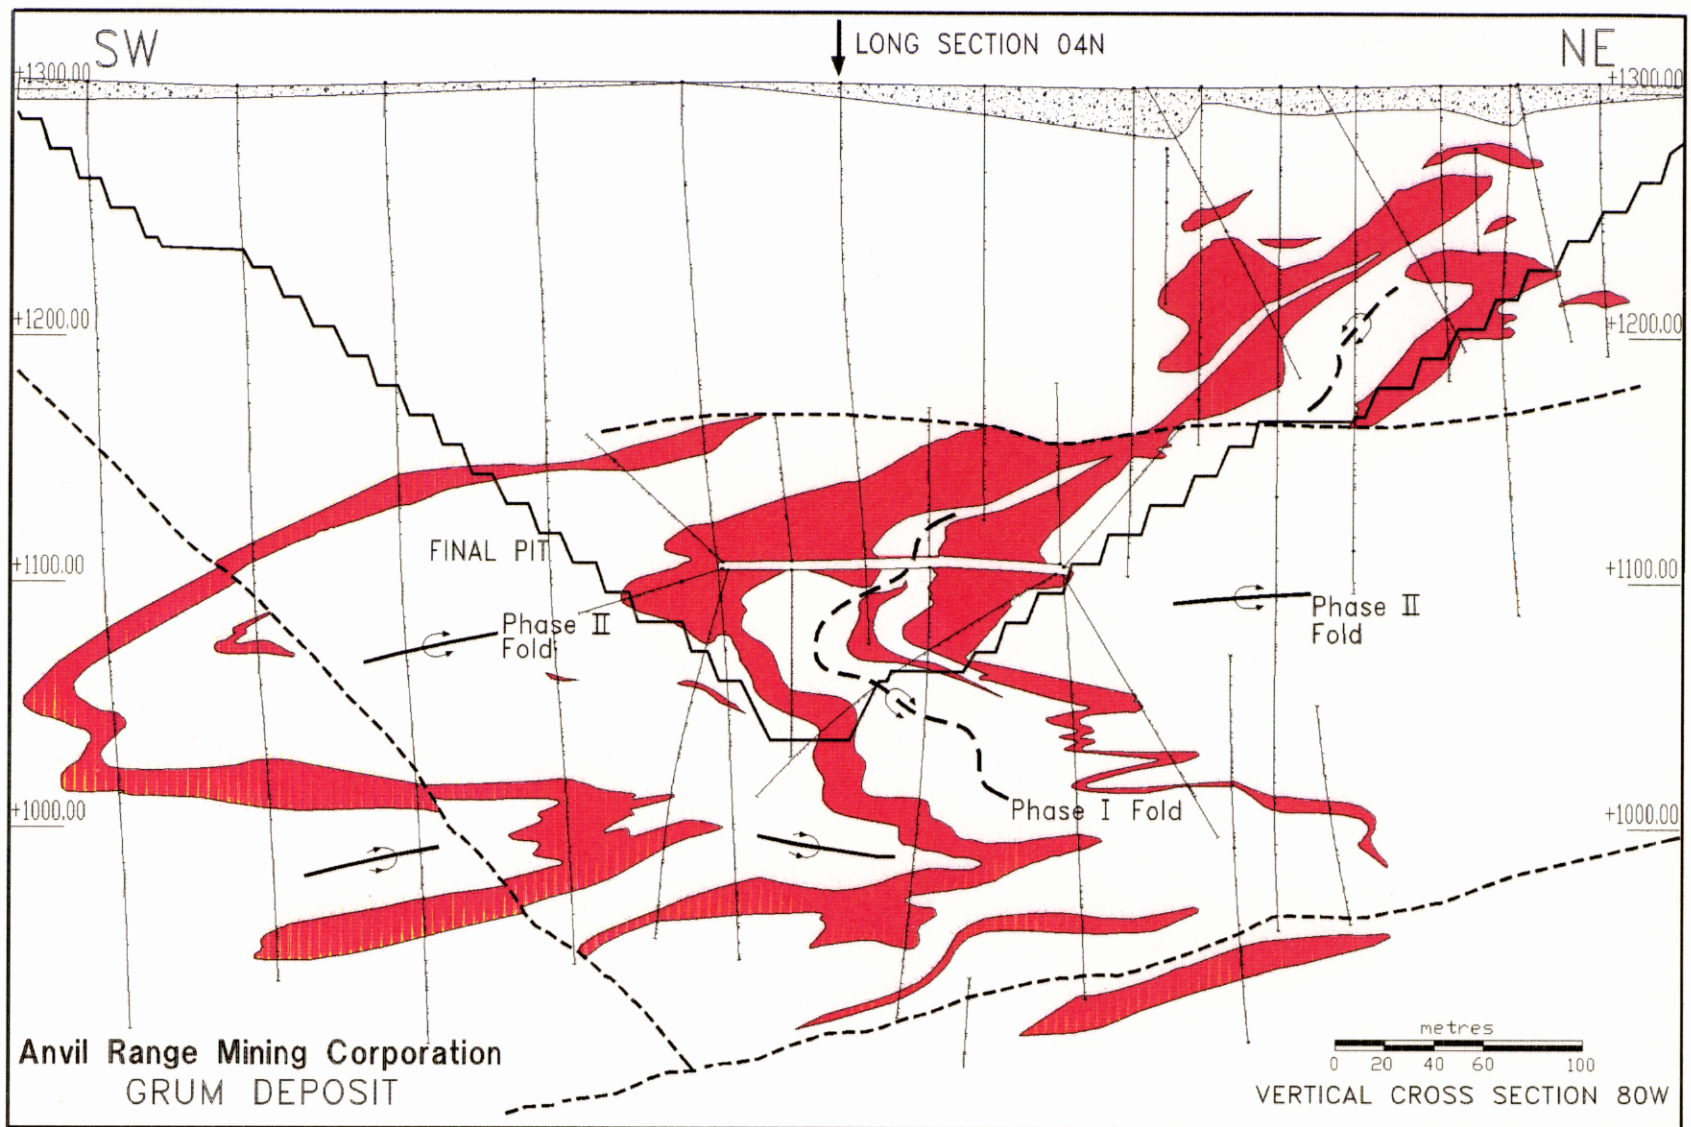 SW
LONG SECTION 04N
NE
+1300.00
+1300.00
+1200.00
+1200.00
FINAL PIT
+1100.00
+1100.00
Phase II
Fold
Phase II
Fold
+1000.00
Phase I Fold
+1000.00
Anvil Range Mining Corporation
GRUM DEPOSIT
metres
0 20 40 60 100
VERTICAL CROSS SECTION 80W